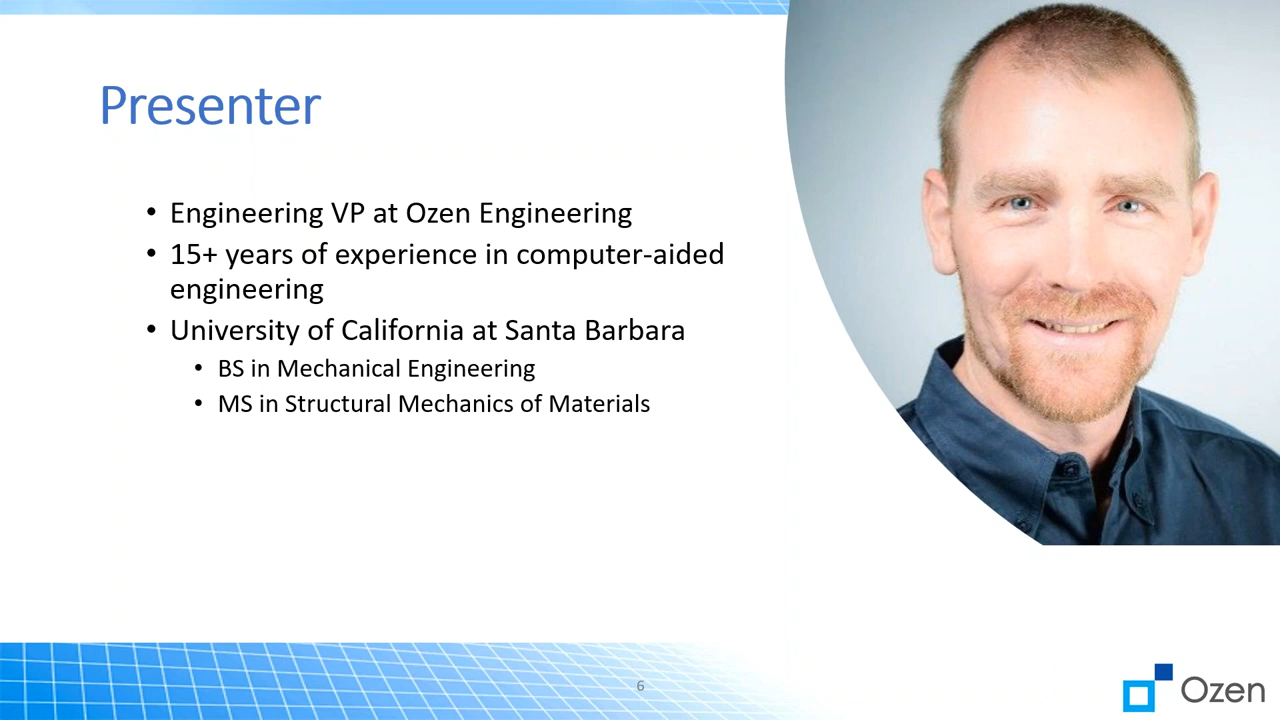 Presenter
• Engineering VP at Ozen Engineering
• 15+ years of experience in computer-aided
engineering
• University of California at Santa Barbara
• BS in Mechanical Engineering
• MS in Structural Mechanics of Materials
6
Ozen